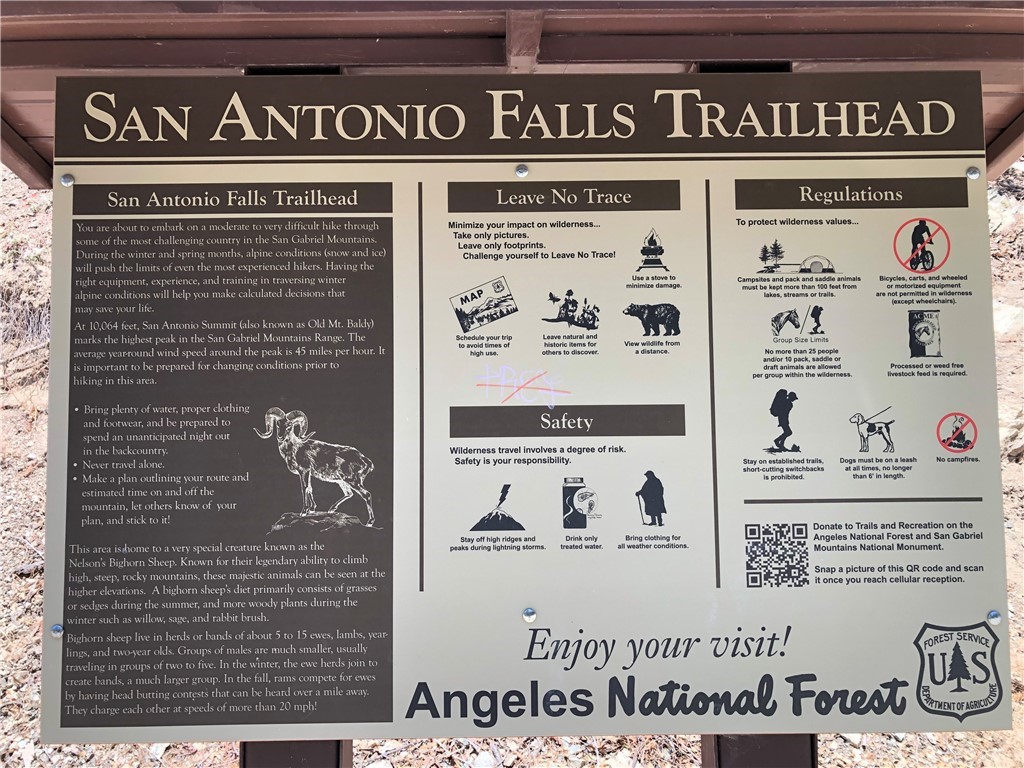 SAN ANTONIO FALLS TRAILHEAD
San Antonio Falls Trailhead
You are about to embark on a moderate to very difficult hike through
some of the most challenging country in the San Gabriel Mountains.
During the winter and spring months, alpine conditions (snow and ice)
will push the limits of even the most experienced hikers. Having the
right equipment, experience, and training in traversing winter
alpine conditions will help you make calculated decisions that
may save your life.
At 10,064 feet, San Antonio Summit (also known as Old Mt. Baldy)
marks the highest peak in the San Gabriel Mountains Range. The
average year-round wind speed around the peak is 45 miles per hour. It
is important to be prepared for changing conditions prior to
hiking in this area.
• Bring plenty of water, proper clothing
and footwear, and be prepared to
spend an unanticipated night out
in the backcountry.
• Never travel alone.
• Make a plan outlining your route and
estimated time on and off the
mountain, let others know of your
plan, and stick to it!
This area is home to a very special creature known as the
Nelson's Bighorn Sheep. Known for their legendary ability to climb
high, steep, rocky mountains, these majestic animals can be seen at the
higher elevations. A bighorn sheep's diet primarily consists of grasses
or sedges during the summer, and more woody plants during the
winter such as willow, sage, and rabbit brush.
Bighorn sheep live in herds or bands of about 5 to 15 ewes, lambs, year-
lings, and two-year olds. Groups of males are much smaller, usually
traveling in groups of two to five. In the winter, the ewe herds join to
create bands, a much larger group. In the fall, rams compete for ewes
by having head butting contests that can be heard over a mile away.
They charge each other at speeds of more than 20 mph!
Leave No Trace
Minimize your impact on wilderness...
Take only pictures.
Leave only footprints.
Challenge yourself to Leave No Trace!
Use a stove to
minimize damage.
MAP
Schedule your trip
to avoid times of
high use.
Leave natural and
historic items for
others to discover.
View wildlife from
a distance.
Safety
Wilderness travel involves a degree of risk.
Safety is your responsibility.
Stay off high ridges and
peaks during lightning storms.
Drink only
treated water.
Bring clothing for
all weather conditions.
Regulations
To protect wilderness values...
Campsites and pack and saddle animals
must be kept more than 100 feet from
lakes, streams or trails.
Bicycles, carts, and wheeled
or motorized equipment
are not permitted in wilderness
(except wheelchairs).
Group Size Limits
No more than 25 people
and/or 10 pack, saddle or
draft animals are allowed
per group within the wilderness.
ACME
Processed or weed free
livestock feed is required.
Stay on established trails,
short-cutting switchbacks
is prohibited.
Dogs must be on a leash
at all times, no longer
than 6' in length.
No campfires.
Donate to Trails and Recreation on the
Angeles National Forest and San Gabriel
Mountains National Monument.
Snap a picture of this QR code and scan
it once you reach cellular reception.
Enjoy your visit!
Angeles National Forest
FOREST SERVICE
US
DEPARTMENT OF AGRICULTURE